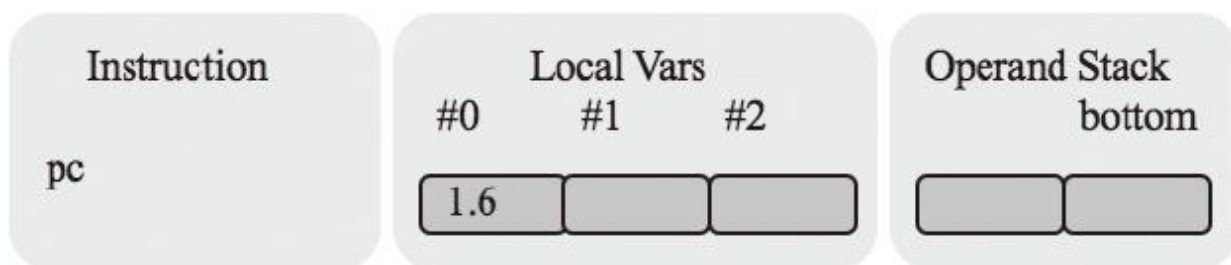 Instruction
pc
Local Vars
#0 #1 #2
1.6
Operand Stack
bottom